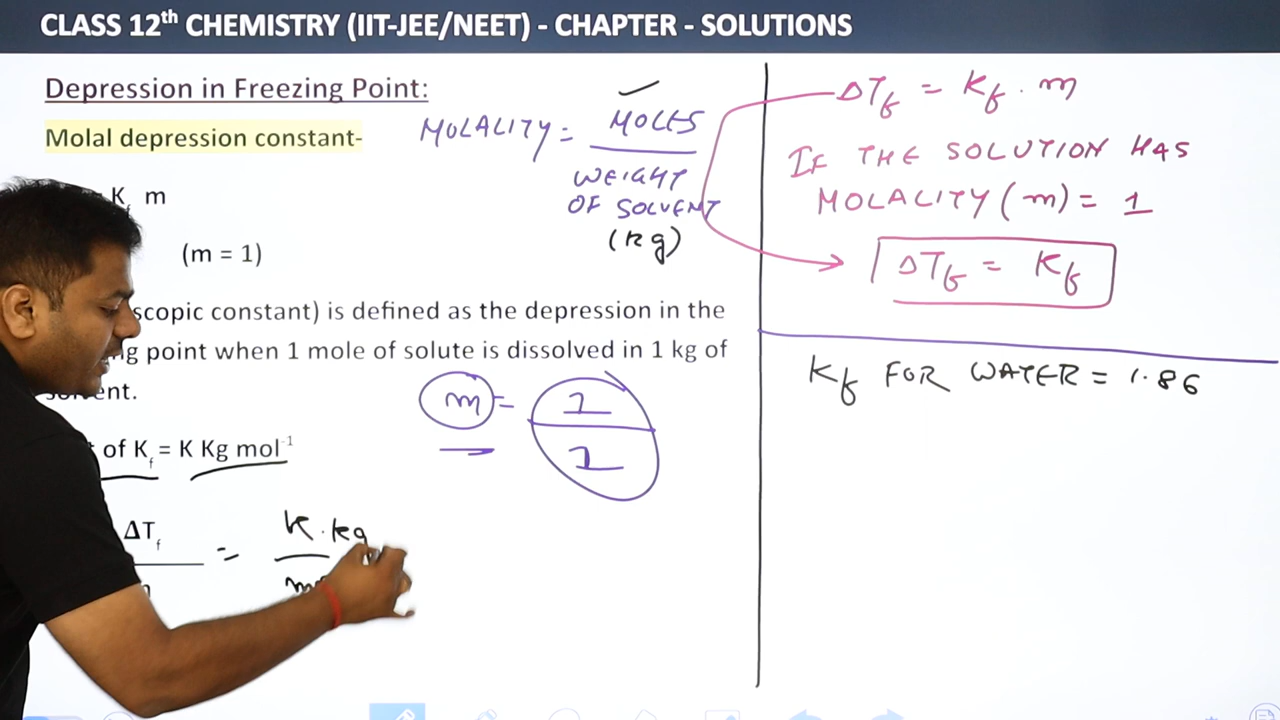 CLASS 12th CHEMISTRY (IIT-JEE/NEET) - CHAPTER - SOLUTIONS
Depression in Freezing Point:
Molal depression constant-
MOLALITY = MOLES
WEIGHT
OF SOLVENT
(kg)
Kf m
(m = 1)
scopic constant) is defined as the depression in the
point when 1 mole of solute is dissolved in 1 kg of
m = 1
1
of Kf = K Kg mol-1
ΔTf
= K.kg
ΔTf = Kf . m
IF THE SOLUTION HAS
MOLALITY (m) = 1
ΔTf = Kf
Kf FOR WATER = 1.86